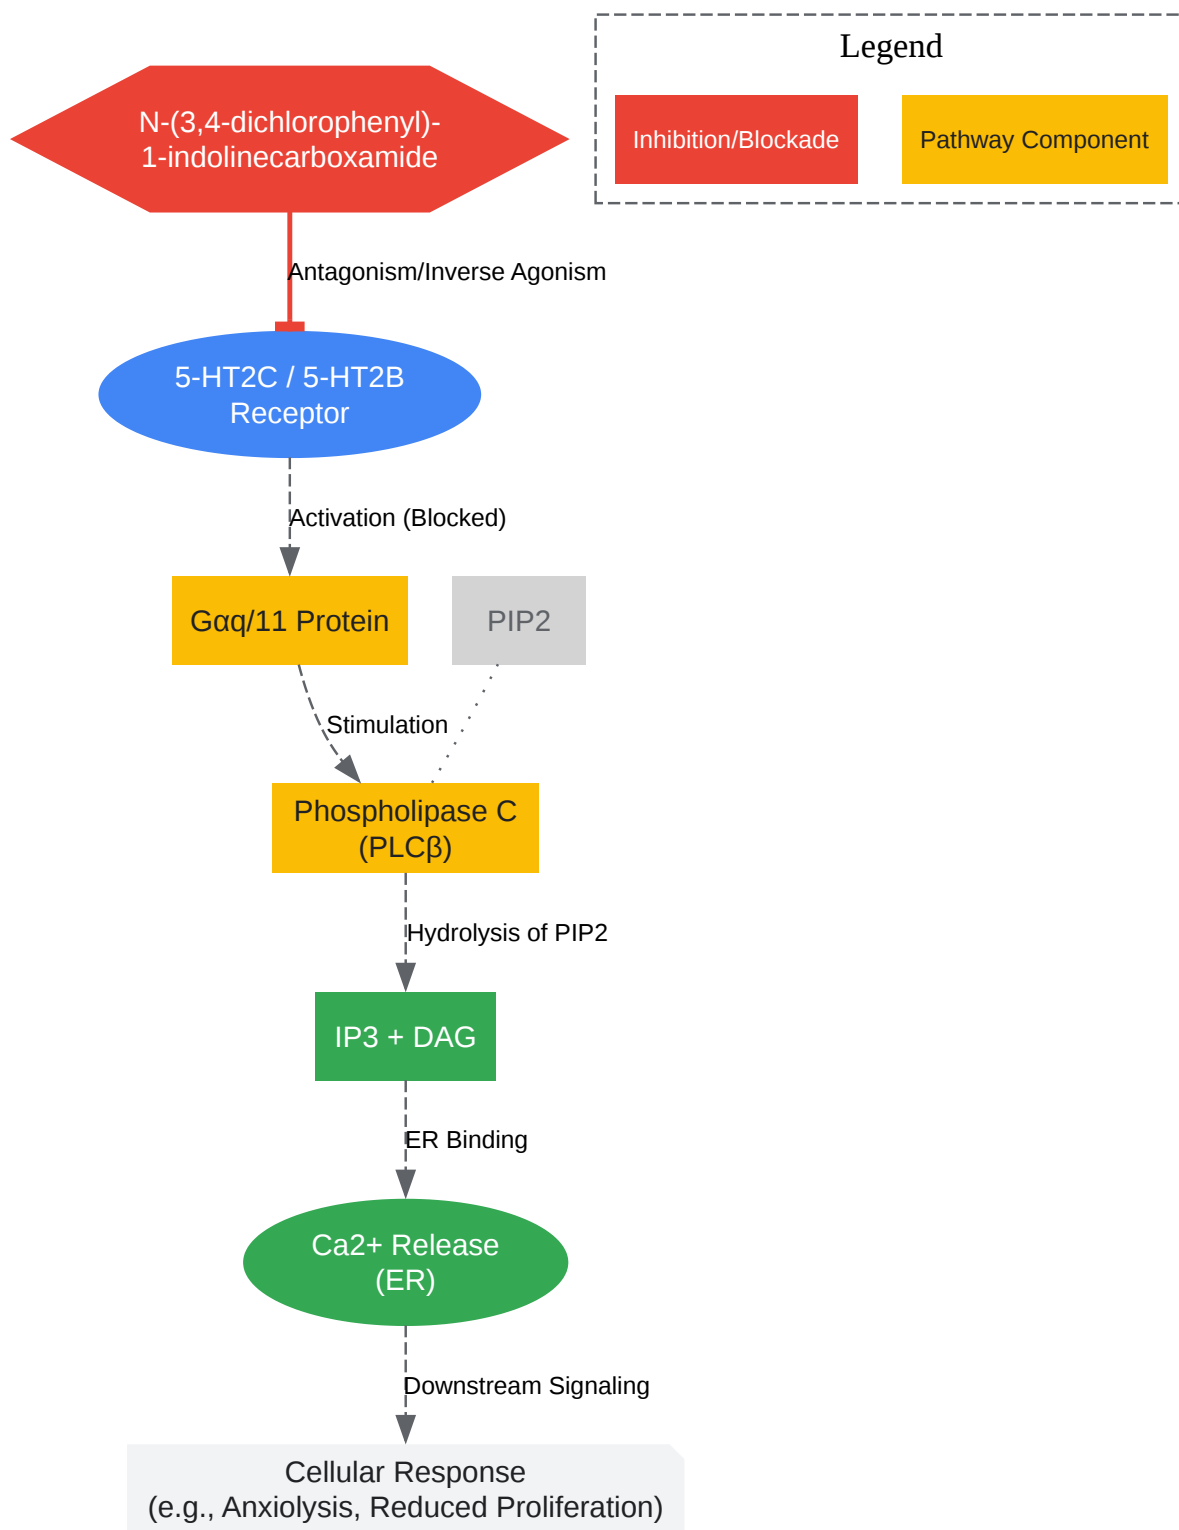 Legend
Inhibition/Blockade
Pathway Component
N-(3,4-dichlorophenyl)-
1-indolinecarboxamide
Antagonism/Inverse Agonism
5-HT2C / 5-HT2B
Receptor
Activation (Blocked)
Gαq/11 Protein
PIP2
Stimulation
Phospholipase C
(PLCβ)
Hydrolysis of PIP2
IP3 + DAG
ER Binding
Ca2+ Release
(ER)
Downstream Signaling
Cellular Response
(e.g., Anxiolysis, Reduced Proliferation)